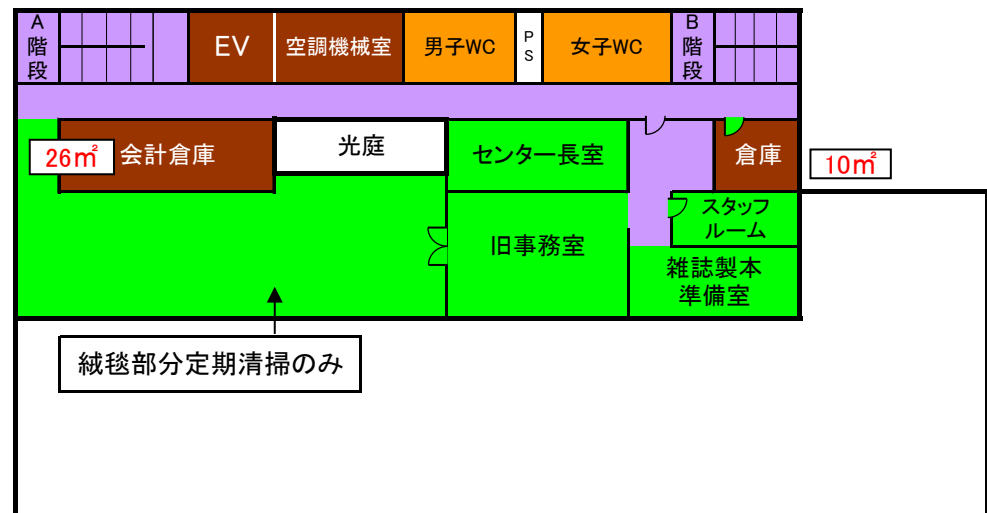 A
階
段
EV
空調機械室
男子WC
P
S
女子WC
B
階
段
26㎡
会計倉庫
光庭
センター長室
倉庫
10㎡
スタッフ
ルーム
旧事務室
雑誌製本
準備室
絨毯部分定期清掃のみ